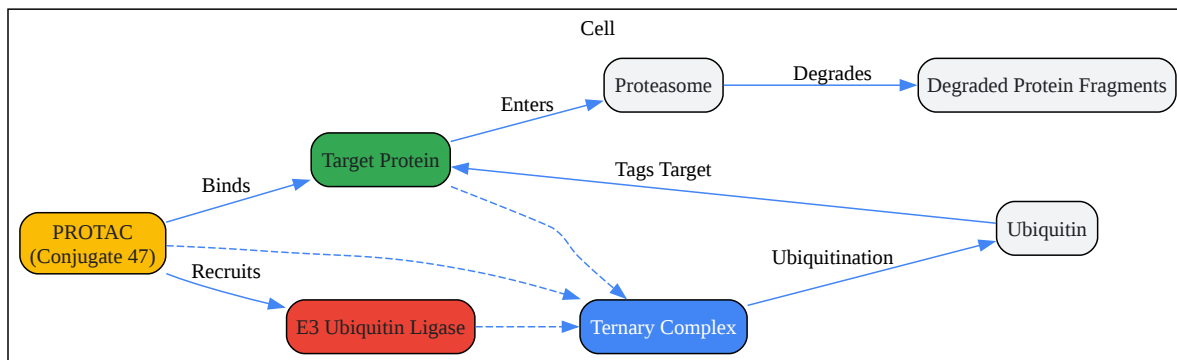 Cell
Proteasome
Degrades
Degraded Protein Fragments
Enters
Target Protein
Tags Target
Binds
PROTAC
(Conjugate 47)
Ubiquitin
Ubiquitination
Recruits
E3 Ubiquitin Ligase
Ternary Complex